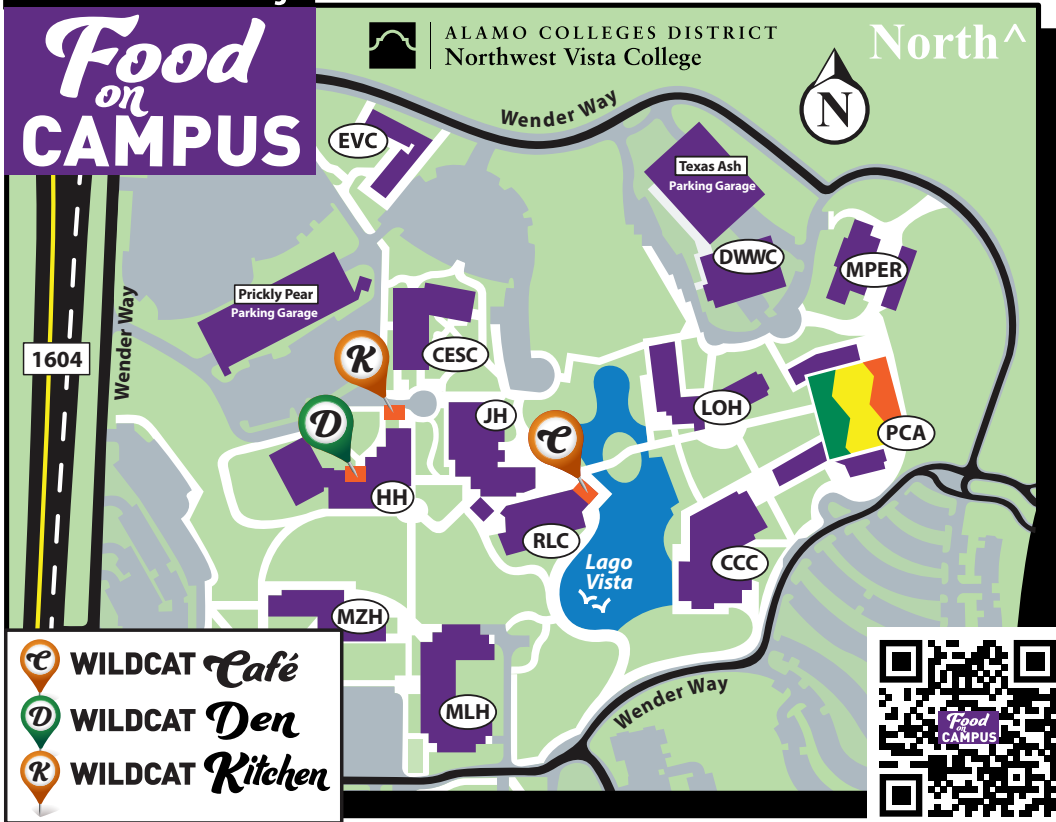 Food
on
CAMPUS
ALAMO COLLEGES DISTRICT
Northwest Vista College
North^
N
Wender Way
EVC
Texas Ash
Parking Garage
DWWC
MPER
Prickly Pear
Parking Garage
Wender Way
1604
K
CESC
D
JH
C
LOH
PCA
HH
RLC
CCC
Lago
Vista
MZH
MLH
Wender Way
C WILDCAT Café
D WILDCAT Den
K WILDCAT Kitchen
Food
on
CAMPUS